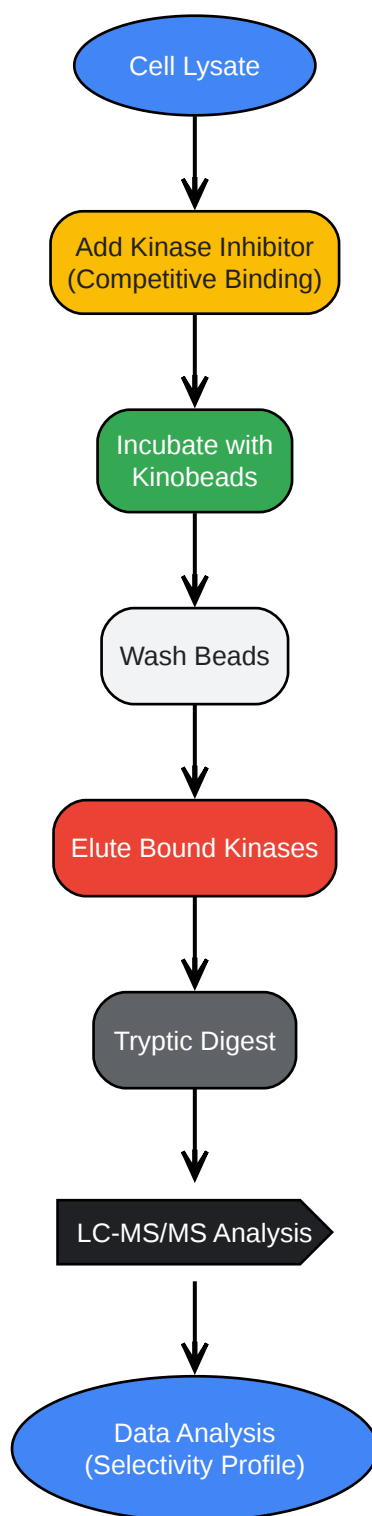 Cell Lysate
Add Kinase Inhibitor
(Competitive Binding)
Incubate with
Kinobeads
Wash Beads
Elute Bound Kinases
Tryptic Digest
LC-MS/MS Analysis
Data Analysis
(Selectivity Profile)